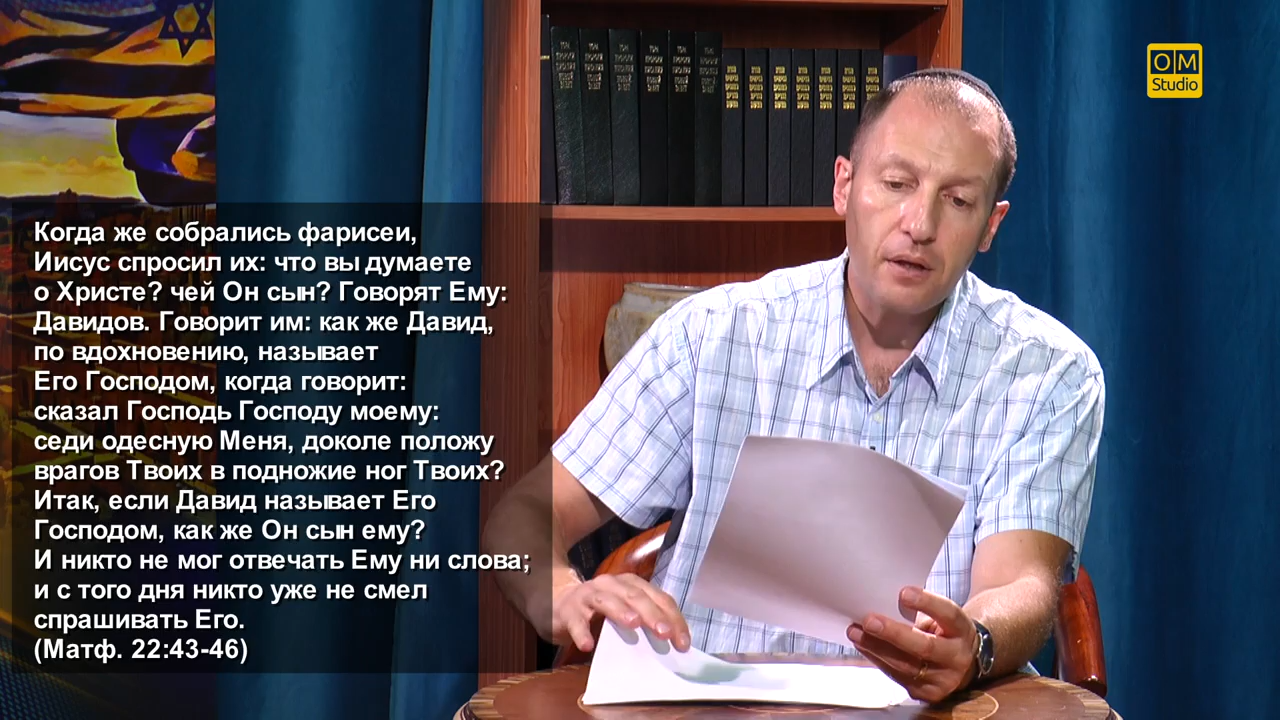 Когда же собрались фарисеи,
Иисус спросил их: что вы думаете
о Христе? чей Он сын? Говорят Ему:
Давидов. Говорит им: как же Давид,
по вдохновению, называет
Его Господом, когда говорит:
сказал Господь Господу моему:
седи одесную Меня, доколе положу
врагов Твоих в подножие ног Твоих?
Итак, если Давид называет Его
Господом, как же Он сын ему?
И никто не мог отвечать Ему ни слова;
и с того дня никто уже не смел
спрашивать Его.
(Матф. 22:43-46)
OM
Studio